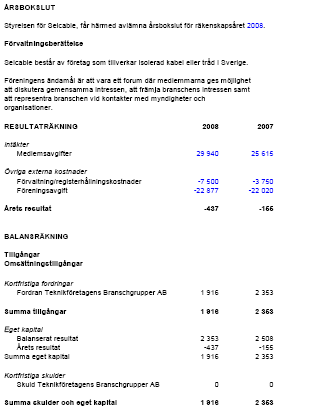 ÅRSBOKSLUT
Styrelsen för Selcable, får härmed avlämna årsbokslut för räkenskapsåret 2008.
Förvaltningsberättelse
Selcable består av företag som tillverkar isolerad kabel eller tråd i Sverige.
Föreningens ändamål är att vara ett forum där medlemmarna ges möjlighet
att diskutera gemensamma intressen, att främja branschens intressen samt
att representera branschen vid kontakter med myndigheter och
organisationer.
RESULTATRÄKNING 2008 2007
Intäkter
Medlemsavgifter 29 940 25 615
Övriga externa kostnader
Förvaltning/registerhållningskostnader -7 500 -3 750
Föreningsavgift -22 877 -22 020
Årets resultat -437 -155
BALANSRÄKNING
Tillgångar
Omsättningstillgångar
Kortfristiga fordringar
Fordran Teknikföretagens Branschgrupper AB 1 916 2 353
Summa tillgångar 1 916 2 353
Eget kapital
Balanserat resultat 2 353 2 508
Årets resultat -437 -155
Summa eget kapital 1 916 2 353
Kortfristiga skulder
Skuld Teknikföretagens Branschgrupper AB 0 0
Summa skulder och eget kapital 1 916 2 353